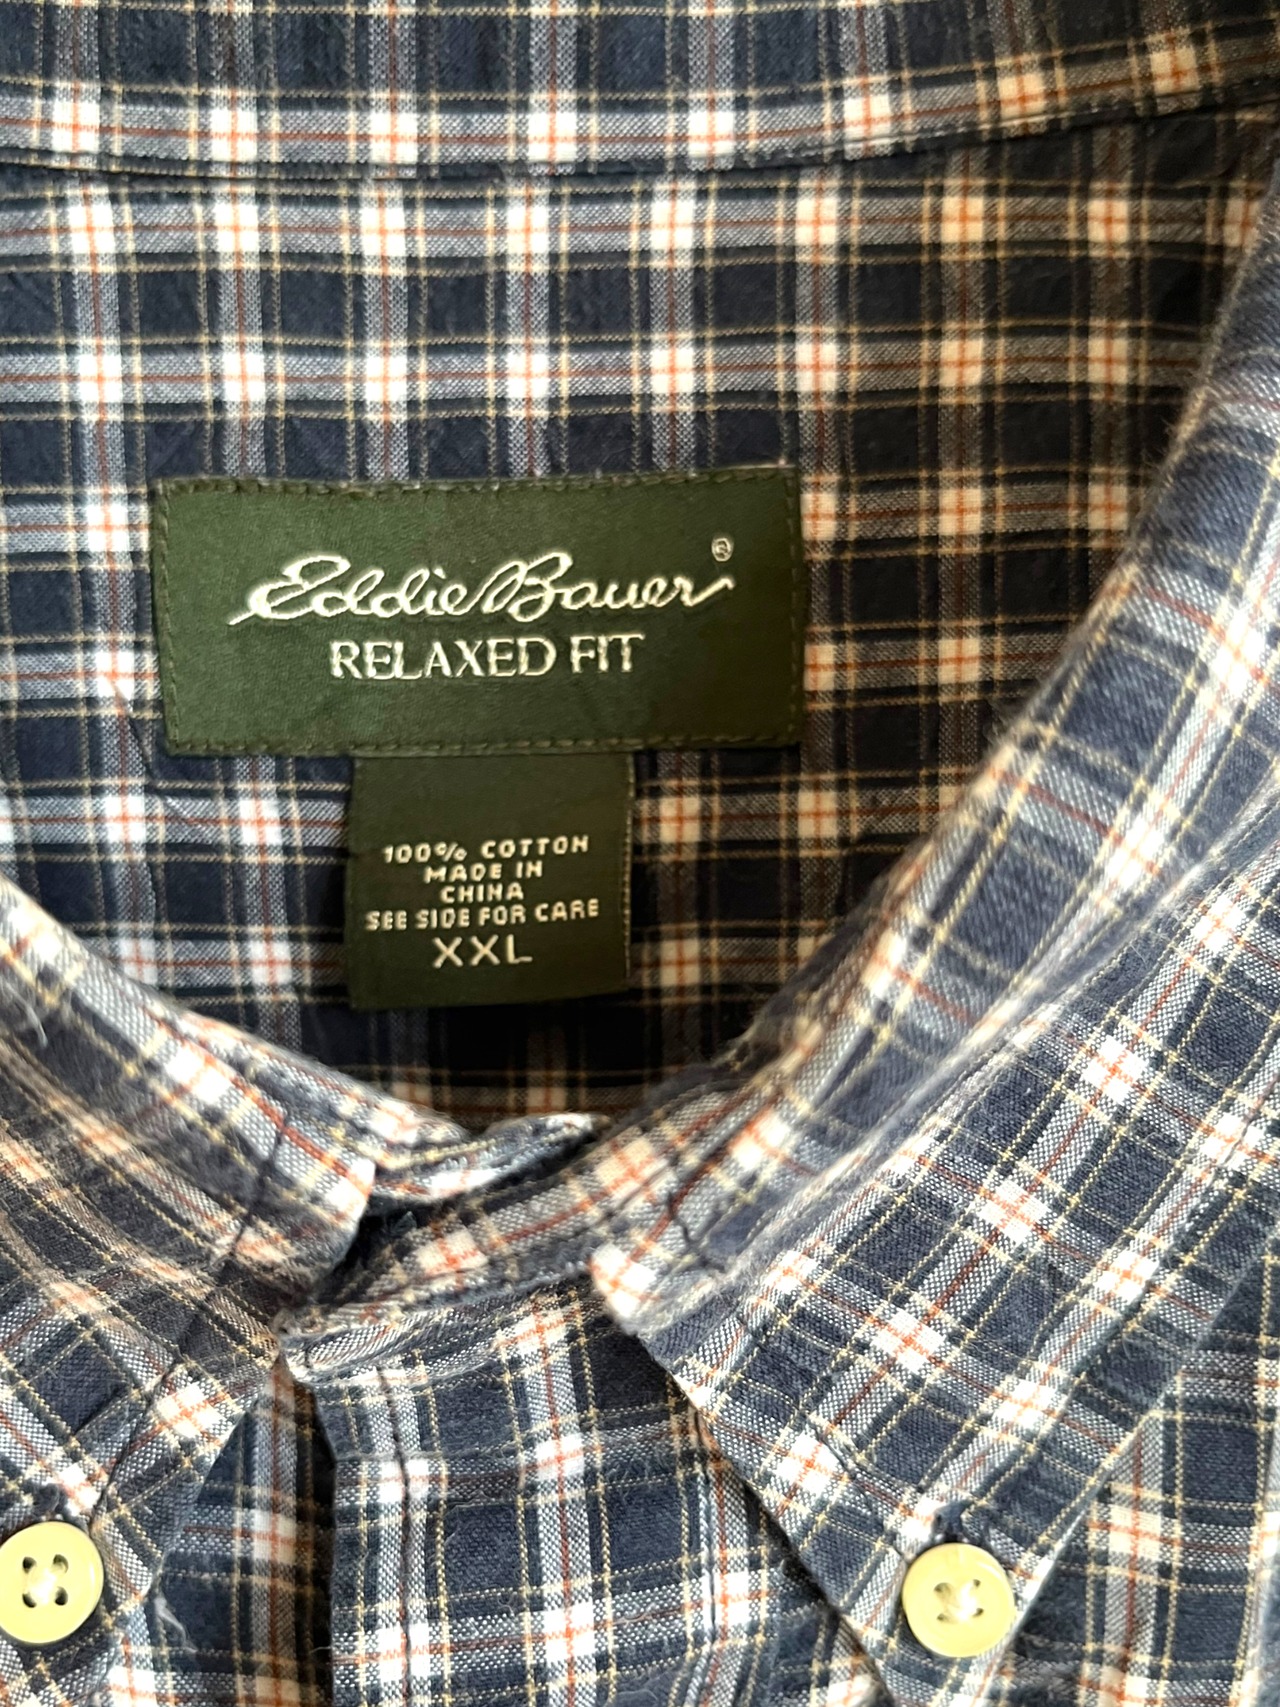 Eddie Bauer ®
RELAXED FIT
100% COTTON
MADE IN
CHINA
SEE SIDE FOR CARE
XXL